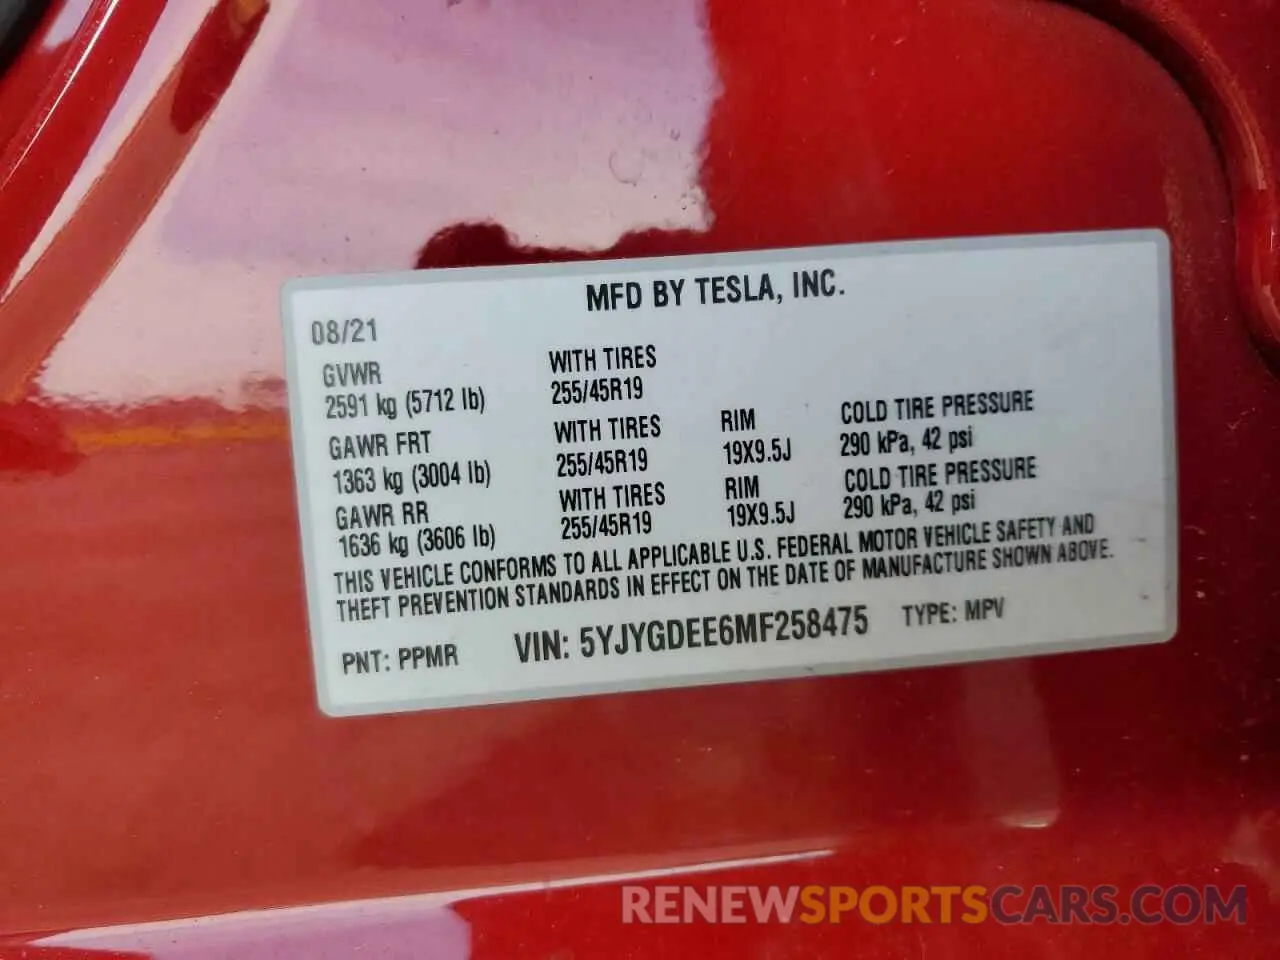 MFD BY TESLA, INC.
08/21
GVWR WITH TIRES
2591 kg (5712 lb) 255/45R19
GAWR FRT WITH TIRES RIM COLD TIRE PRESSURE
1363 kg (3004 lb) 255/45R19 19X9.5J 290 kPa, 42 psi
GAWR RR WITH TIRES RIM COLD TIRE PRESSURE
1636 kg (3606 lb) 255/45R19 19X9.5J 290 kPa, 42 psi
THIS VEHICLE CONFORMS TO ALL APPLICABLE U.S. FEDERAL MOTOR VEHICLE SAFETY AND
THEFT PREVENTION STANDARDS IN EFFECT ON THE DATE OF MANUFACTURE SHOWN ABOVE.
PNT: PPMR VIN: 5YJYGDEE6MF258475 TYPE: MPV
RENEWSPORTSCARS.COM